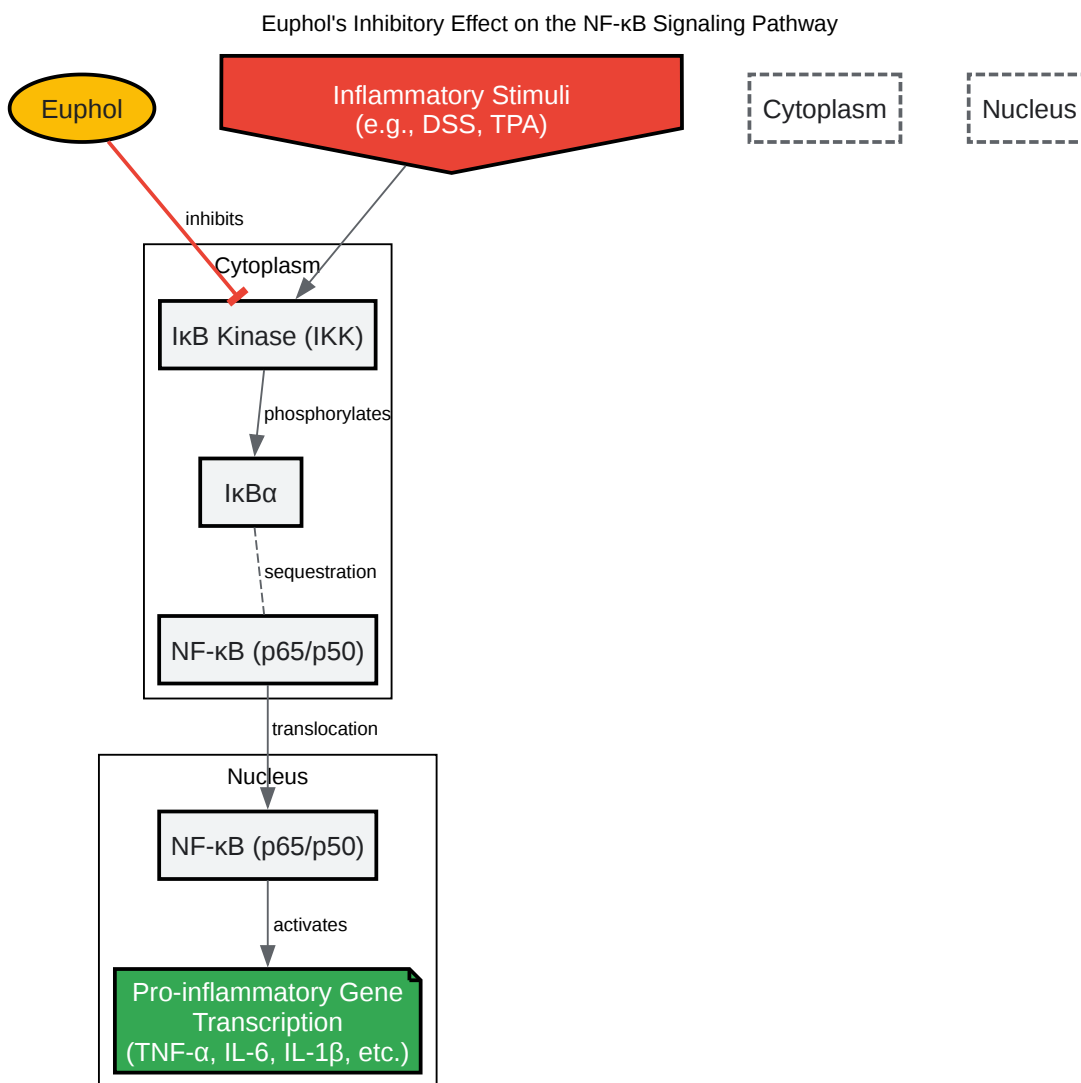 Euphol's Inhibitory Effect on the NF-κB Signaling Pathway
Euphol
Inflammatory Stimuli
(e.g., DSS, TPA)
Cytoplasm
Nucleus
inhibits
Cytoplasm
IκB Kinase (IKK)
phosphorylates
IκBα
sequestration
NF-κB (p65/p50)
translocation
Nucleus
NF-κB (p65/p50)
activates
Pro-inflammatory Gene
Transcription
(TNF-α, IL-6, IL-1β, etc.)